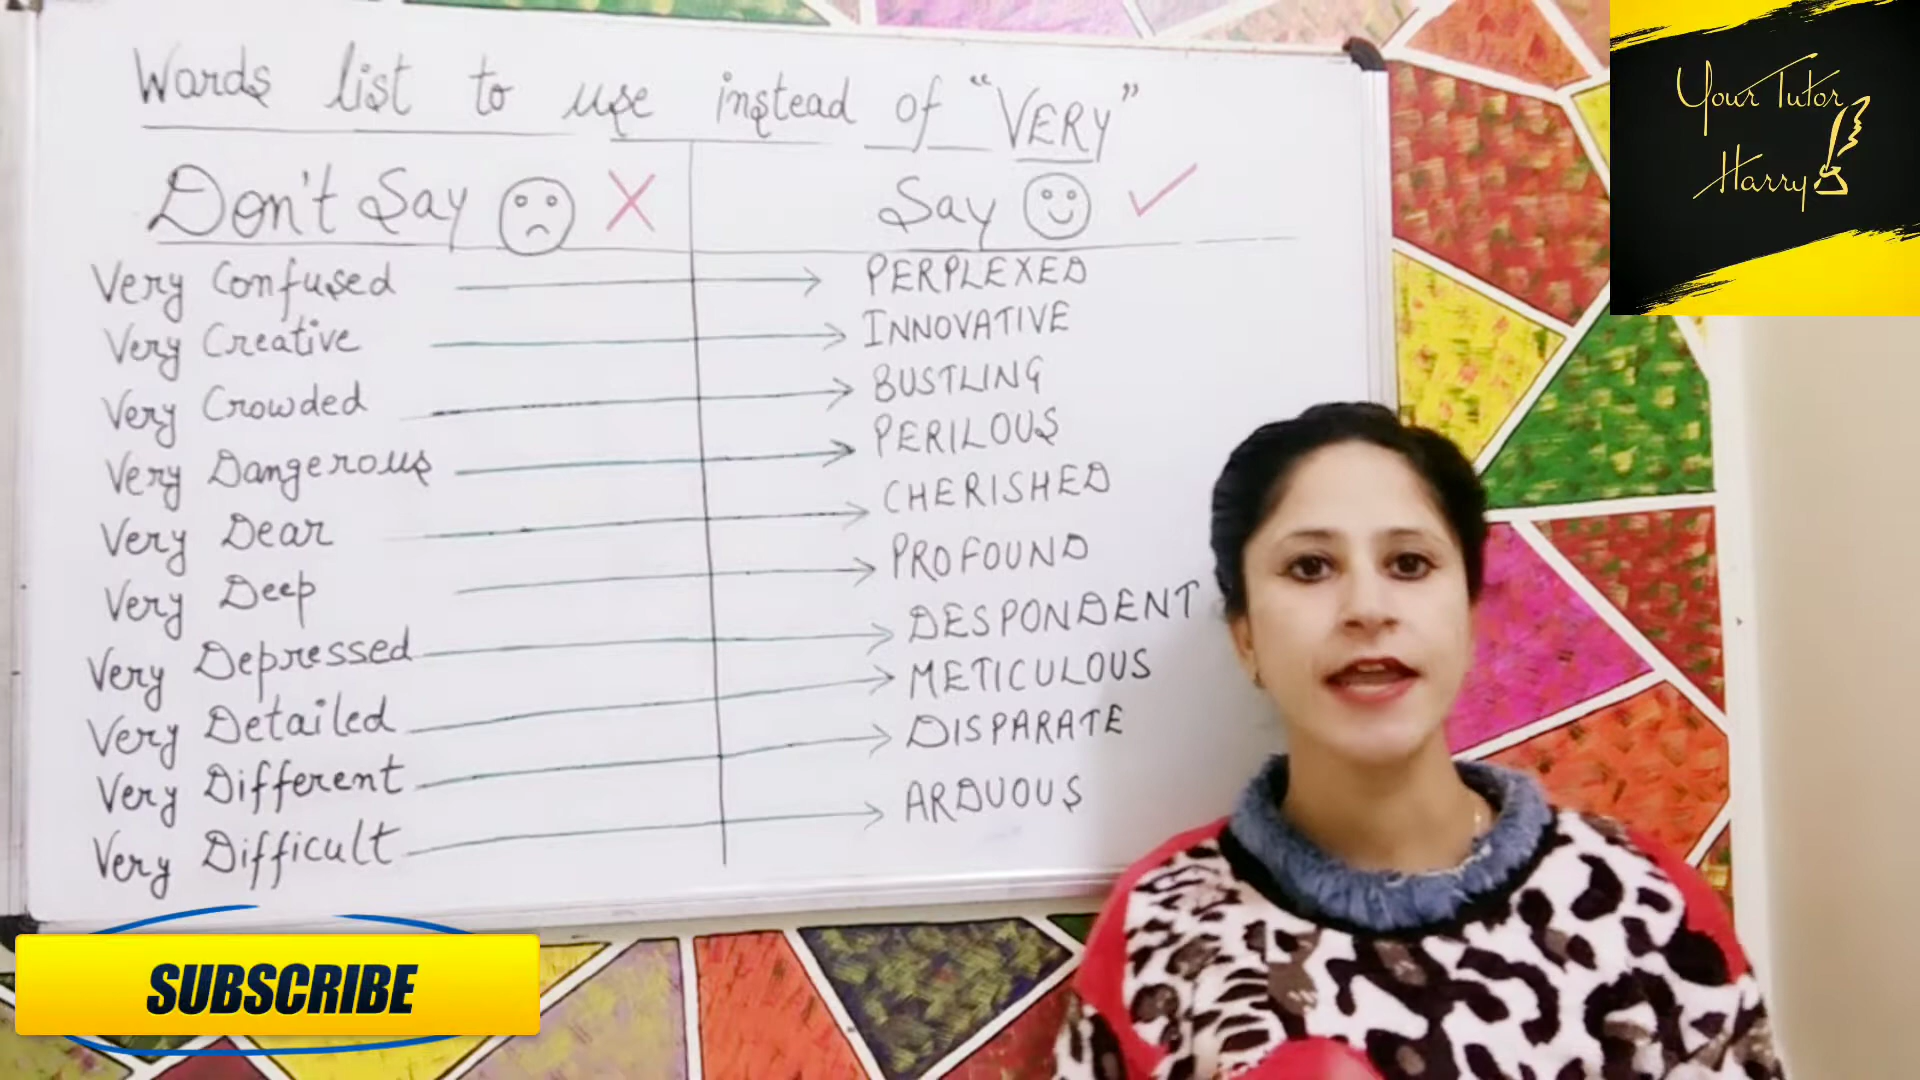 Words list to use instead of "VERY"
Don't Say
Say
Very Confused
PERPLEXED
Very Creative
INNOVATIVE
Very Crowded
BUSTLING
Very Dangerous
PERILOUS
Very Dear
CHERISHED
Very Deep
PROFOUND
Very Depressed
DESPONDENT
Very Detailed
METICULOUS
Very Different
DISPARATE
Very Difficult
ARDUOUS
Your Tutor
Harry
SUBSCRIBE